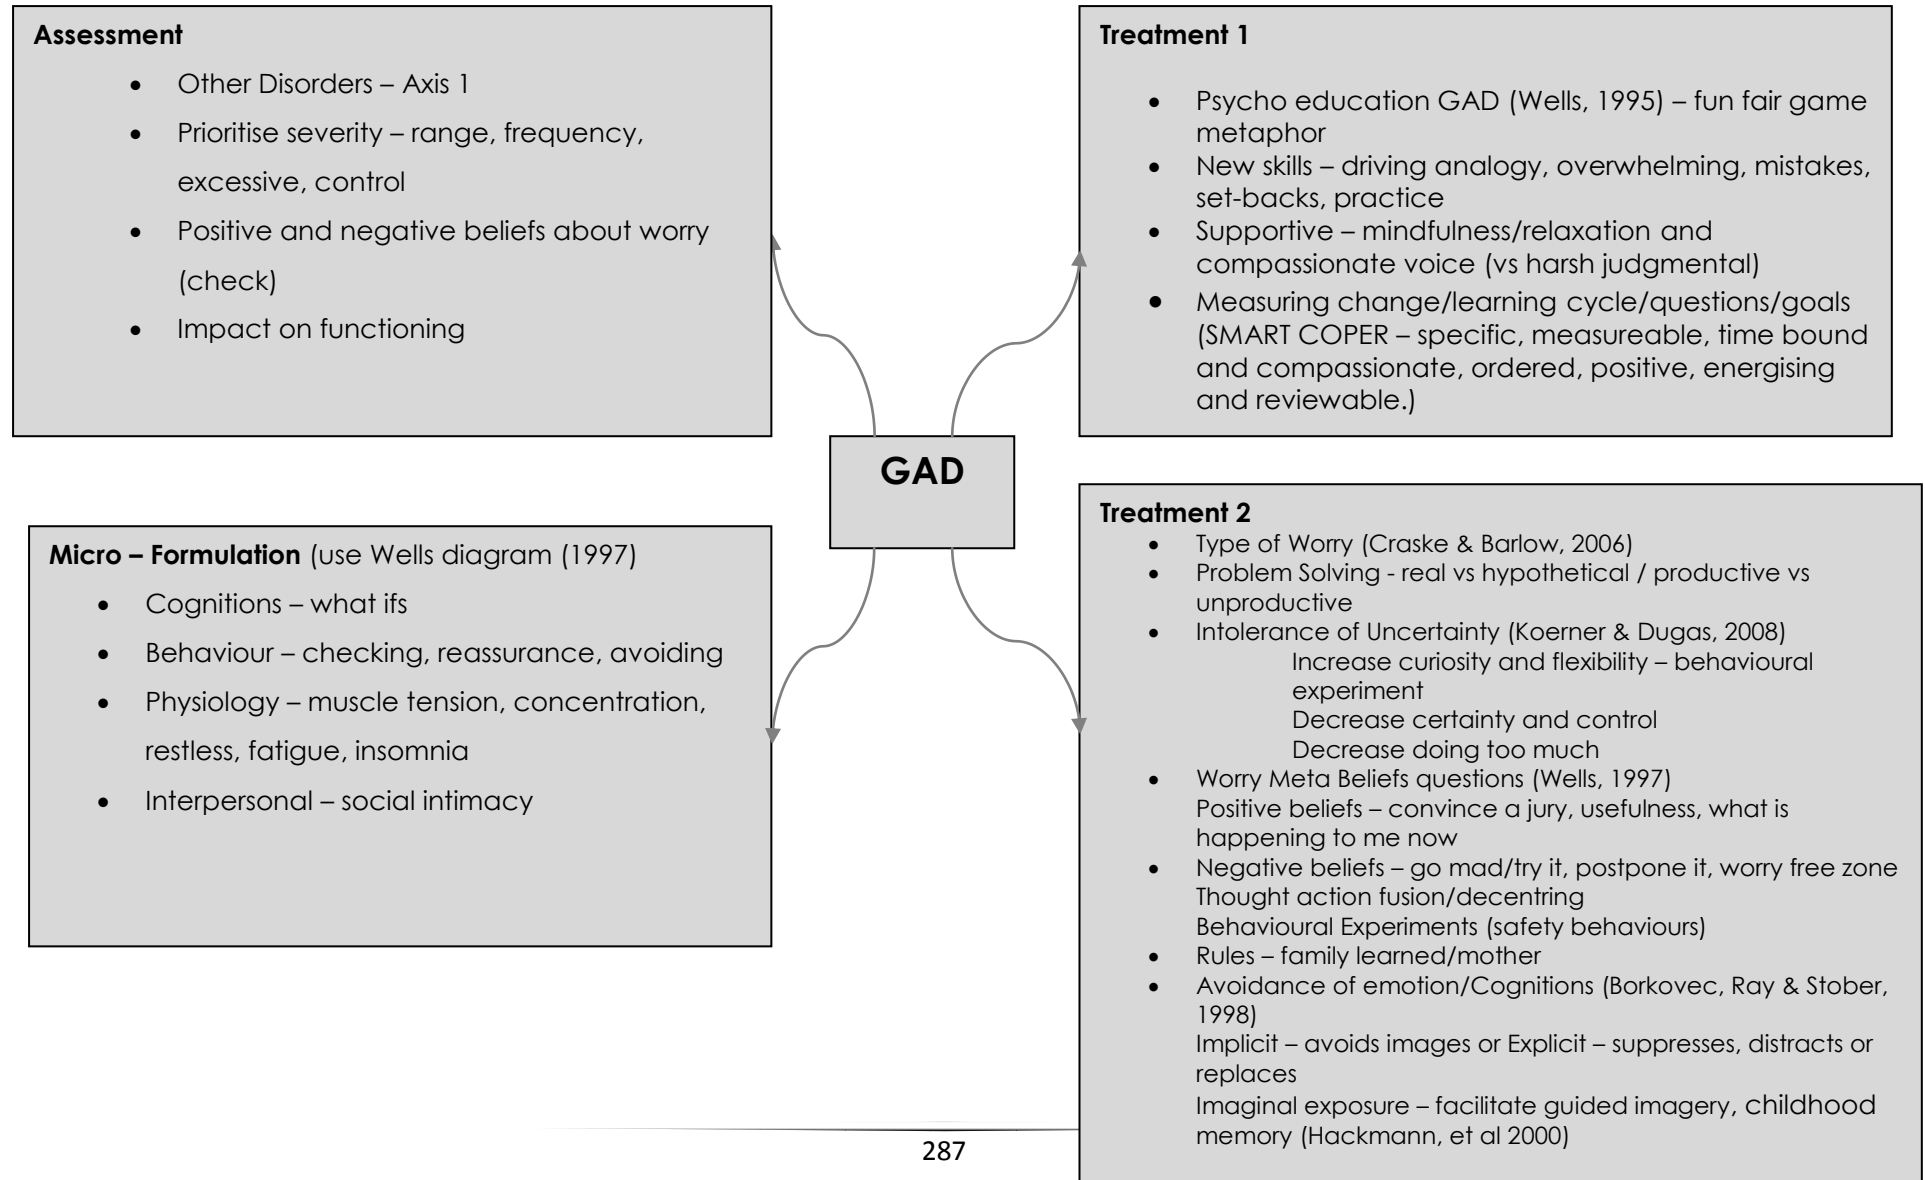 Assessment
• Other Disorders – Axis 1
• Prioritise severity – range, frequency,
excessive, control
• Positive and negative beliefs about worry
(check)
• Impact on functioning
Treatment 1
• Psycho education GAD (Wells, 1995) – fun fair game
metaphor
• New skills – driving analogy, overwhelming, mistakes,
set-backs, practice
• Supportive – mindfulness/relaxation and
compassionate voice (vs harsh judgmental)
• Measuring change/learning cycle/questions/goals
(SMART COPER – specific, measureable, time bound
and compassionate, ordered, positive, energising
and reviewable.)
GAD
Micro – Formulation (use Wells diagram (1997)
• Cognitions – what ifs
• Behaviour – checking, reassurance, avoiding
• Physiology – muscle tension, concentration,
restless, fatigue, insomnia
• Interpersonal – social intimacy
Treatment 2
• Type of Worry (Craske & Barlow, 2006)
• Problem Solving - real vs hypothetical / productive vs
unproductive
• Intolerance of Uncertainty (Koerner & Dugas, 2008)
Increase curiosity and flexibility – behavioural
experiment
Decrease certainty and control
Decrease doing too much
• Worry Meta Beliefs questions (Wells, 1997)
Positive beliefs – convince a jury, usefulness, what is
happening to me now
• Negative beliefs – go mad/try it, postpone it, worry free zone
Thought action fusion/decentring
Behavioural Experiments (safety behaviours)
• Rules – family learned/mother
• Avoidance of emotion/Cognitions (Borkovec, Ray & Stober,
1998)
Implicit – avoids images or Explicit – suppresses, distracts or
replaces
Imaginal exposure – facilitate guided imagery, childhood
memory (Hackmann, et al 2000)
287